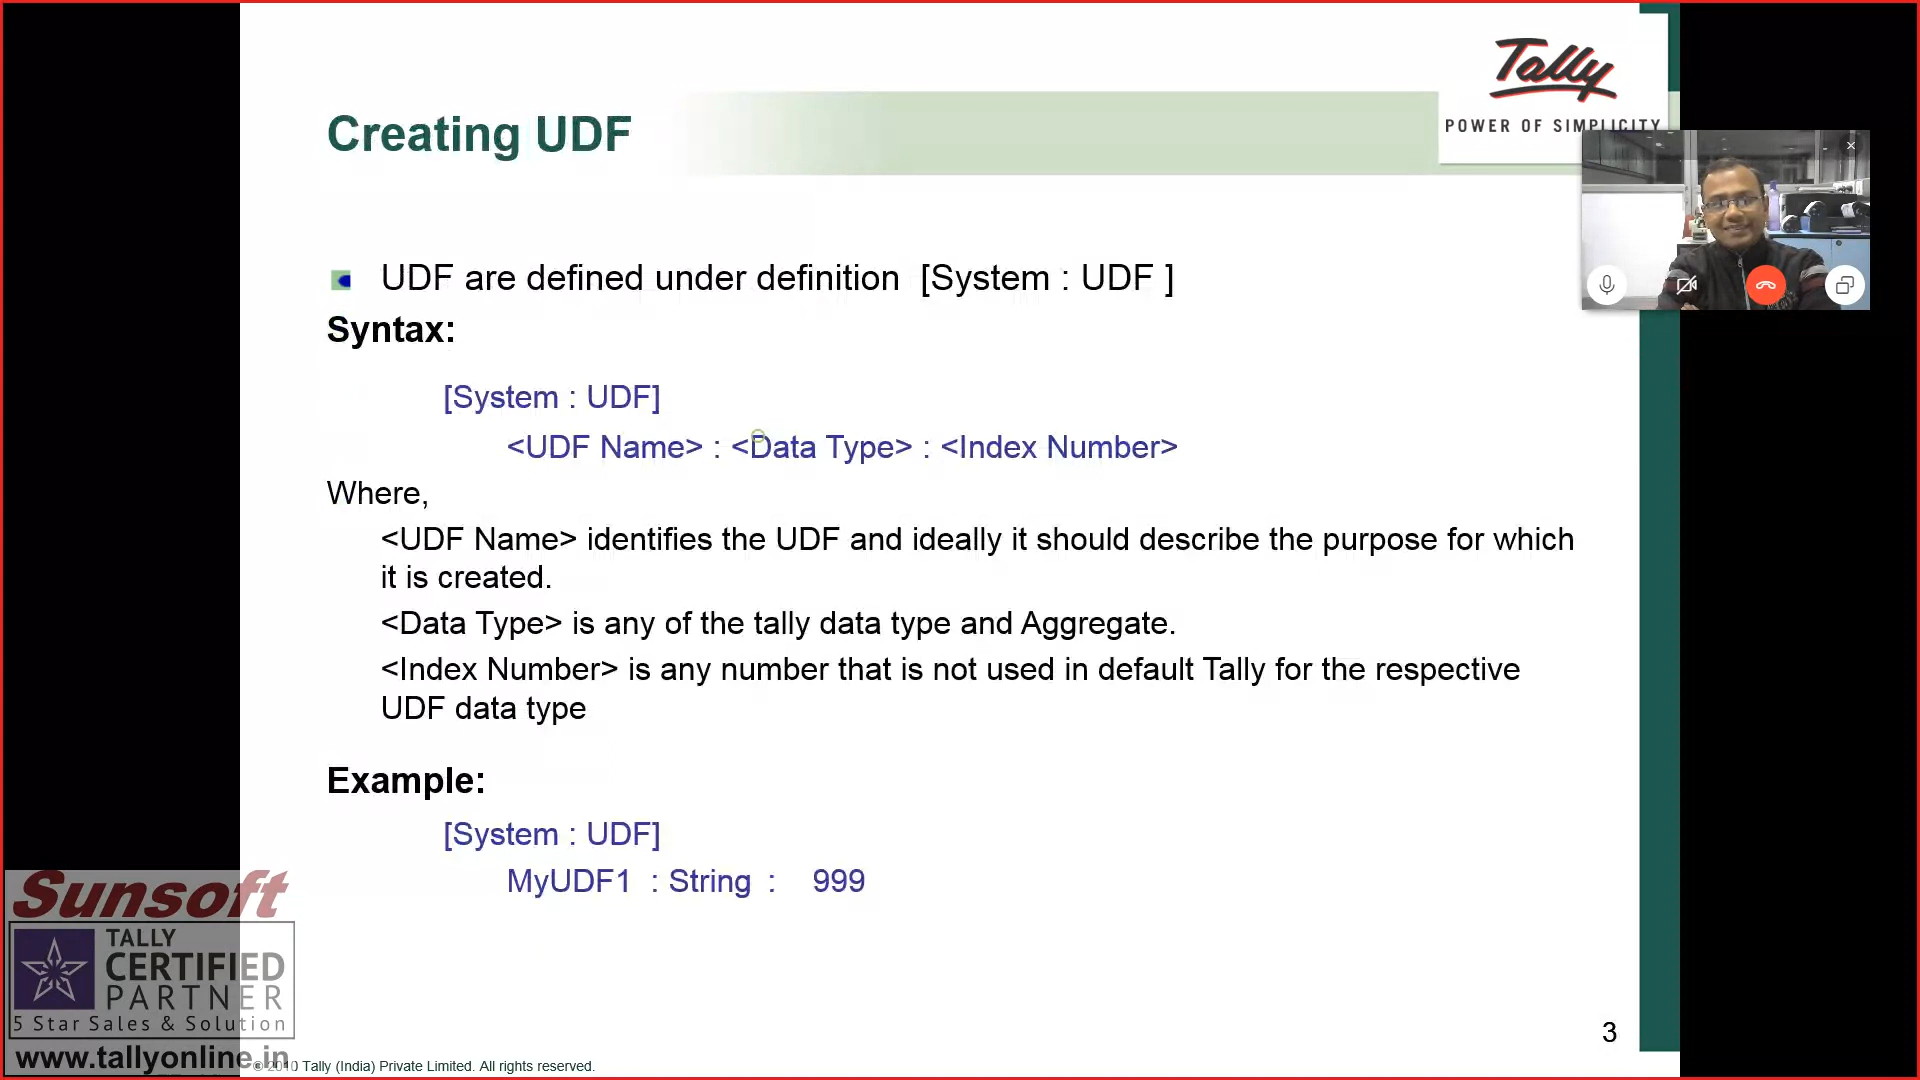 Tally
POWER OF SIMPLICITY
Creating UDF
UDF are defined under definition [System : UDF ]
Syntax:
[System : UDF]
<UDF Name> : <Data Type> : <Index Number>
Where,
<UDF Name> identifies the UDF and ideally it should describe the purpose for which
it is created.
<Data Type> is any of the tally data type and Aggregate.
<Index Number> is any number that is not used in default Tally for the respective
UDF data type
Example:
[System : UDF]
MyUDF1 : String : 999
Sunsoft
TALLY
CERTIFIED
PARTNER
5 Star Sales & Solution
www.tallyonline.in
© 2010 Tally (India) Private Limited. All rights reserved.
3